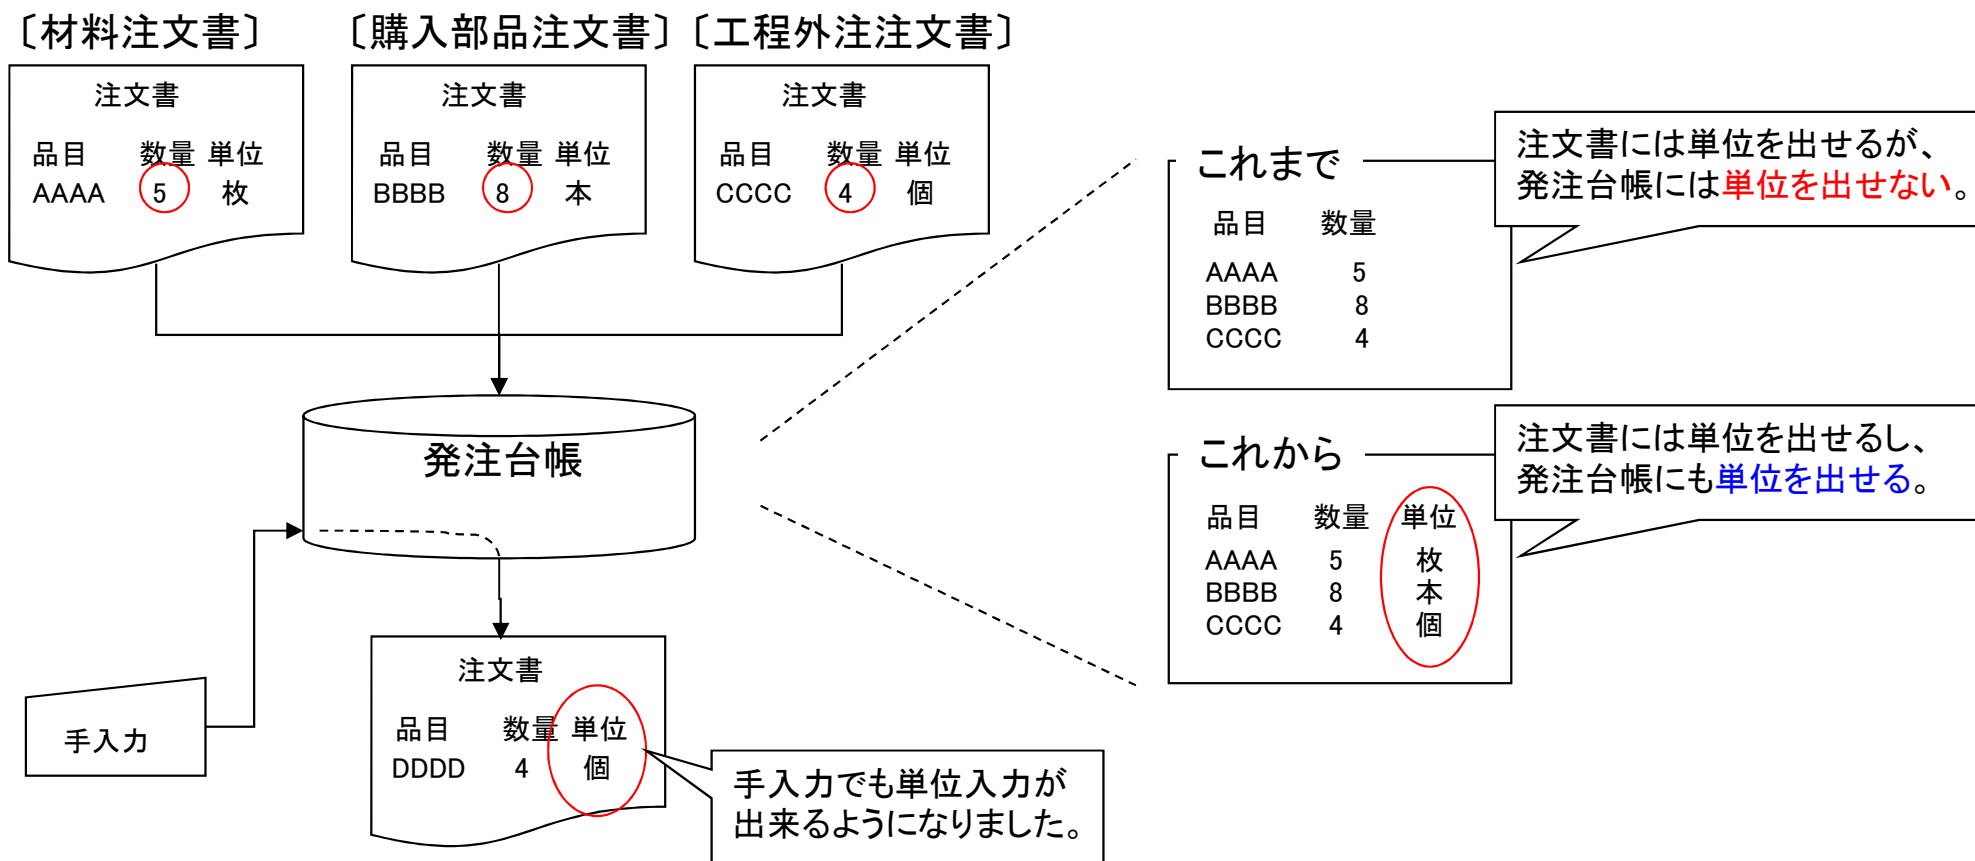 〔材料注文書〕
注文書
品目 数量 単位
AAAA 5 枚
〔購入部品注文書〕
注文書
品目 数量 単位
BBBB 8 本
〔工程外注注文書〕
注文書
品目 数量 単位
CCCC 4 個
発注台帳
手入力
注文書
品目 数量 単位
DDDD 4 個
手入力でも単位入力が
出来るようになりました。
これまで
品目 数量
AAAA 5
BBBB 8
CCCC 4
注文書には単位を出せるが、
発注台帳には単位を出せない。
これから
品目 数量 単位
AAAA 5 枚
BBBB 8 本
CCCC 4 個
注文書には単位を出せるし、
発注台帳にも単位を出せる。